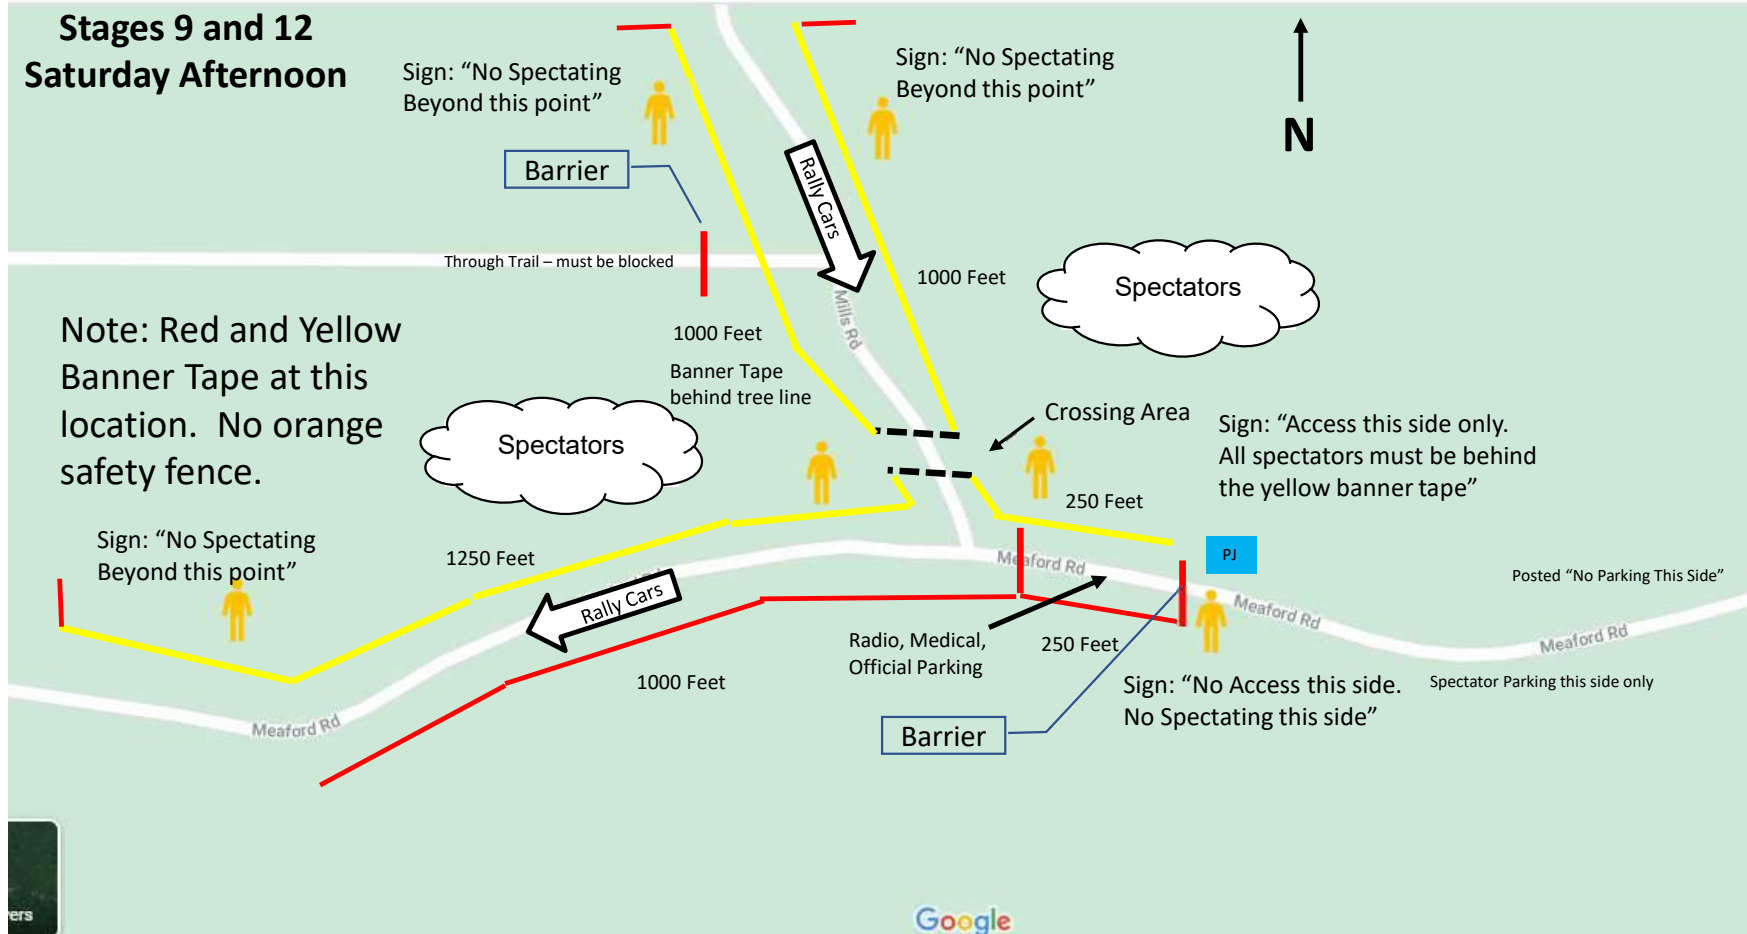 Stages 9 and 12
Saturday Afternoon
Sign: “No Spectating
Beyond this point”
Sign: “No Spectating
Beyond this point”
N
Barrier
Rally Cars
Through Trail – must be blocked
1000 Feet
Spectators
Mills Rd
Note: Red and Yellow
Banner Tape at this
location. No orange
safety fence.
1000 Feet
Banner Tape
behind tree line
Spectators
Crossing Area
Sign: “Access this side only.
All spectators must be behind
the yellow banner tape”
250 Feet
Sign: “No Spectating
Beyond this point”
1250 Feet
Rally Cars
Meaford Rd
PJ
Posted “No Parking This Side”
Meaford Rd
Meaford Rd
Radio, Medical,
Official Parking
250 Feet
1000 Feet
Sign: “No Access this side.
No Spectating this side”
Spectator Parking this side only
Meaford Rd
Barrier
Google